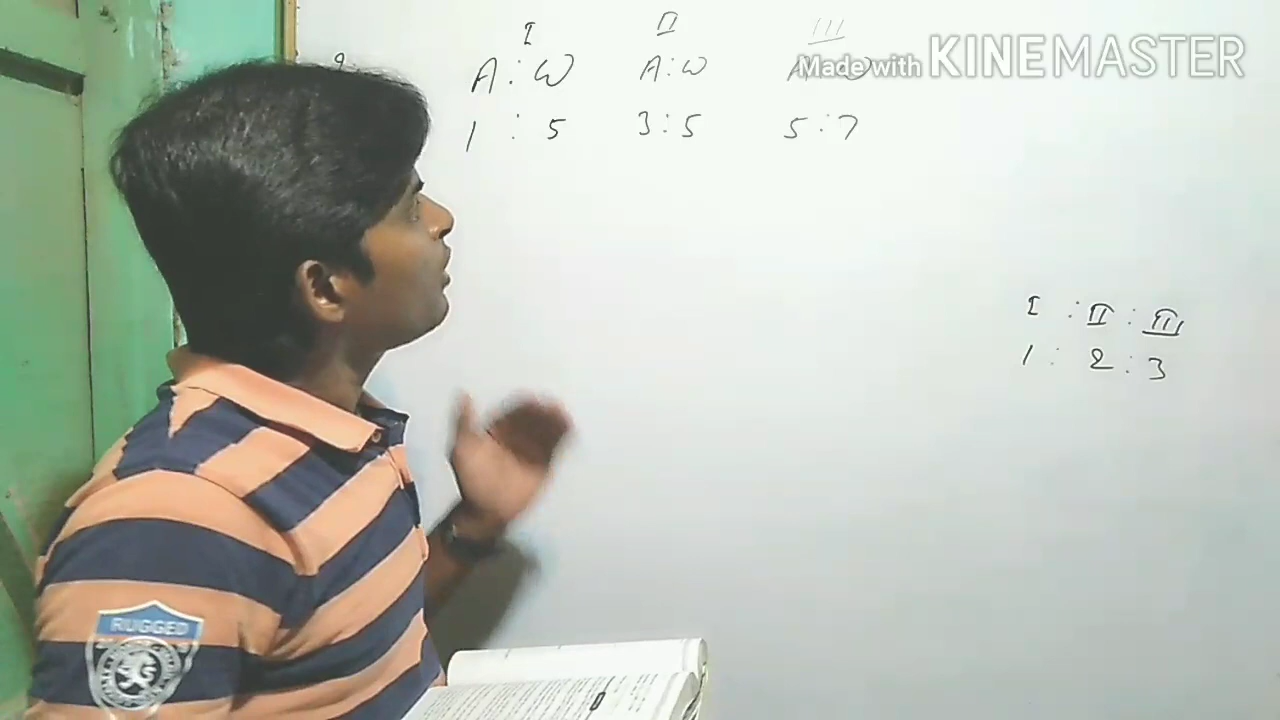 I II III
Made with KINEMASTER
A : W A : W A : W
1 : 5 3 : 5 5 : 7
I : II : III
1 : 2 : 3
RUGGED